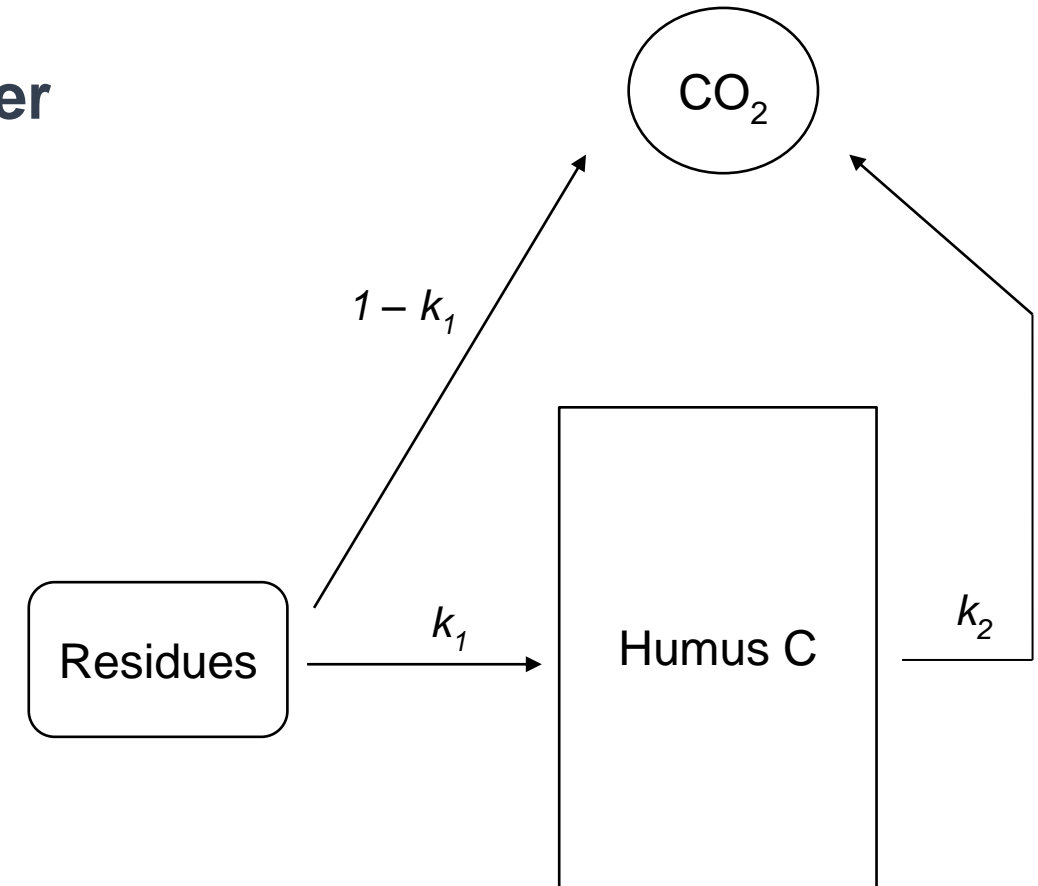 er
CO₂
1 – k₁
k₁
k₂
Humus C
Residues